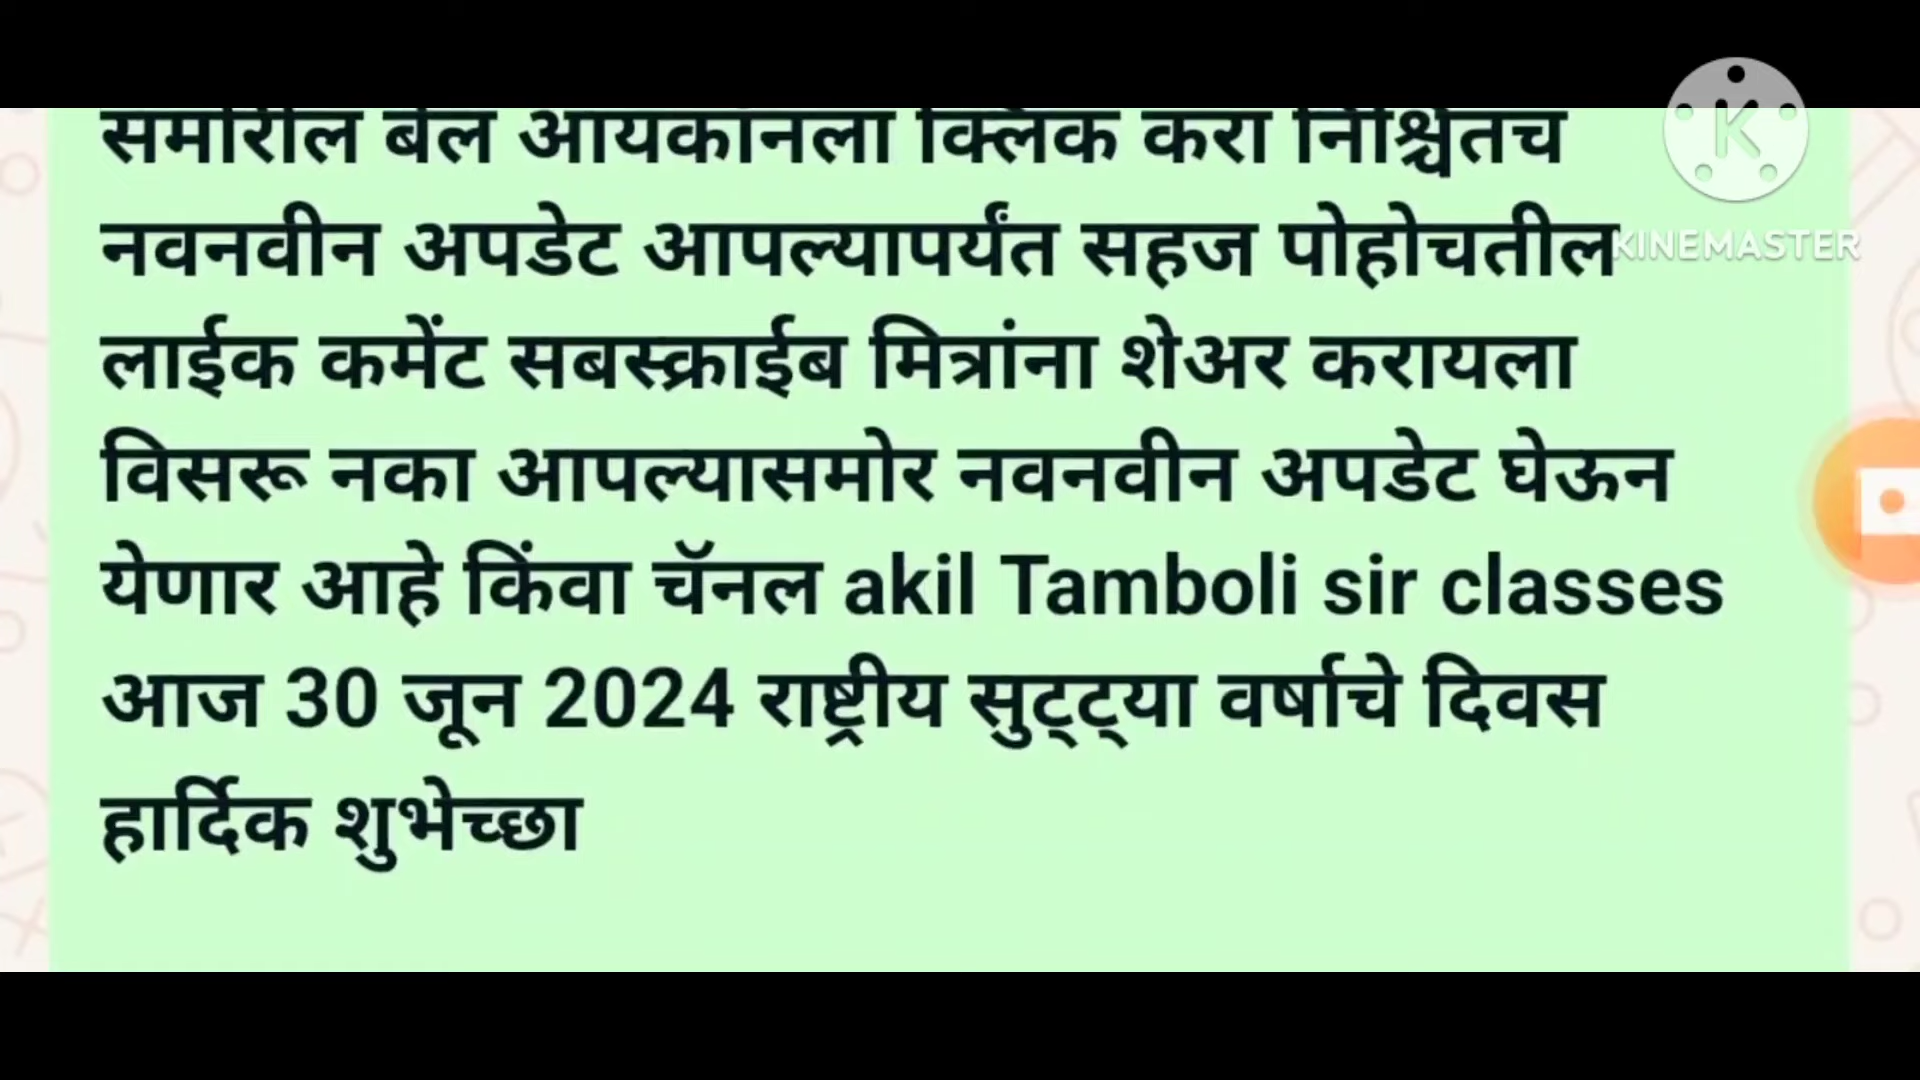 समोरील बेल आयकॉनला क्लिक करा निश्चितच
नवनवीन अपडेट आपल्यापर्यंत सहज पोहोचतील
लाईक कमेंट सबस्क्राईब मित्रांना शेअर करायला
विसरू नका आपल्यासमोर नवनवीन अपडेट घेऊन
येणार आहे किंवा चॅनल akil Tamboli sir classes
आज 30 जून 2024 राष्ट्रीय सुट्ट्या वर्षाचे दिवस
हार्दिक शुभेच्छा
K
KINEMASTER